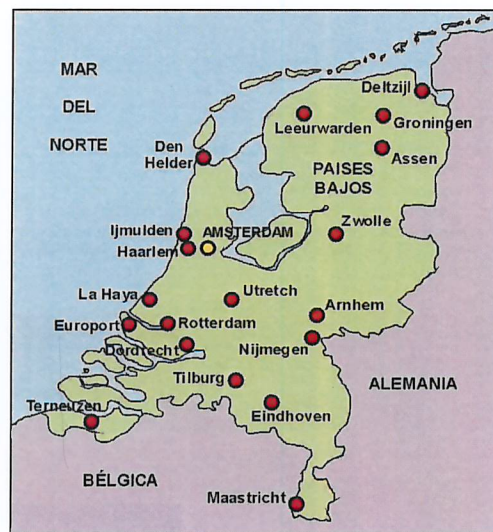 MAR
DEL
NORTE
Deltzijl
Leeurwarden
Groningen
Den
Helder
Assen
PAISES
BAJOS
Ijmulden
AMSTERDAM
Zwolle
Haarlem
La Haya
Utretch
Arnhem
Europort
Rotterdam
Dordrecht
Nijmegen
Tilburg
ALEMANIA
Terneuzen
Eindhoven
BÉLGICA
Maastricht